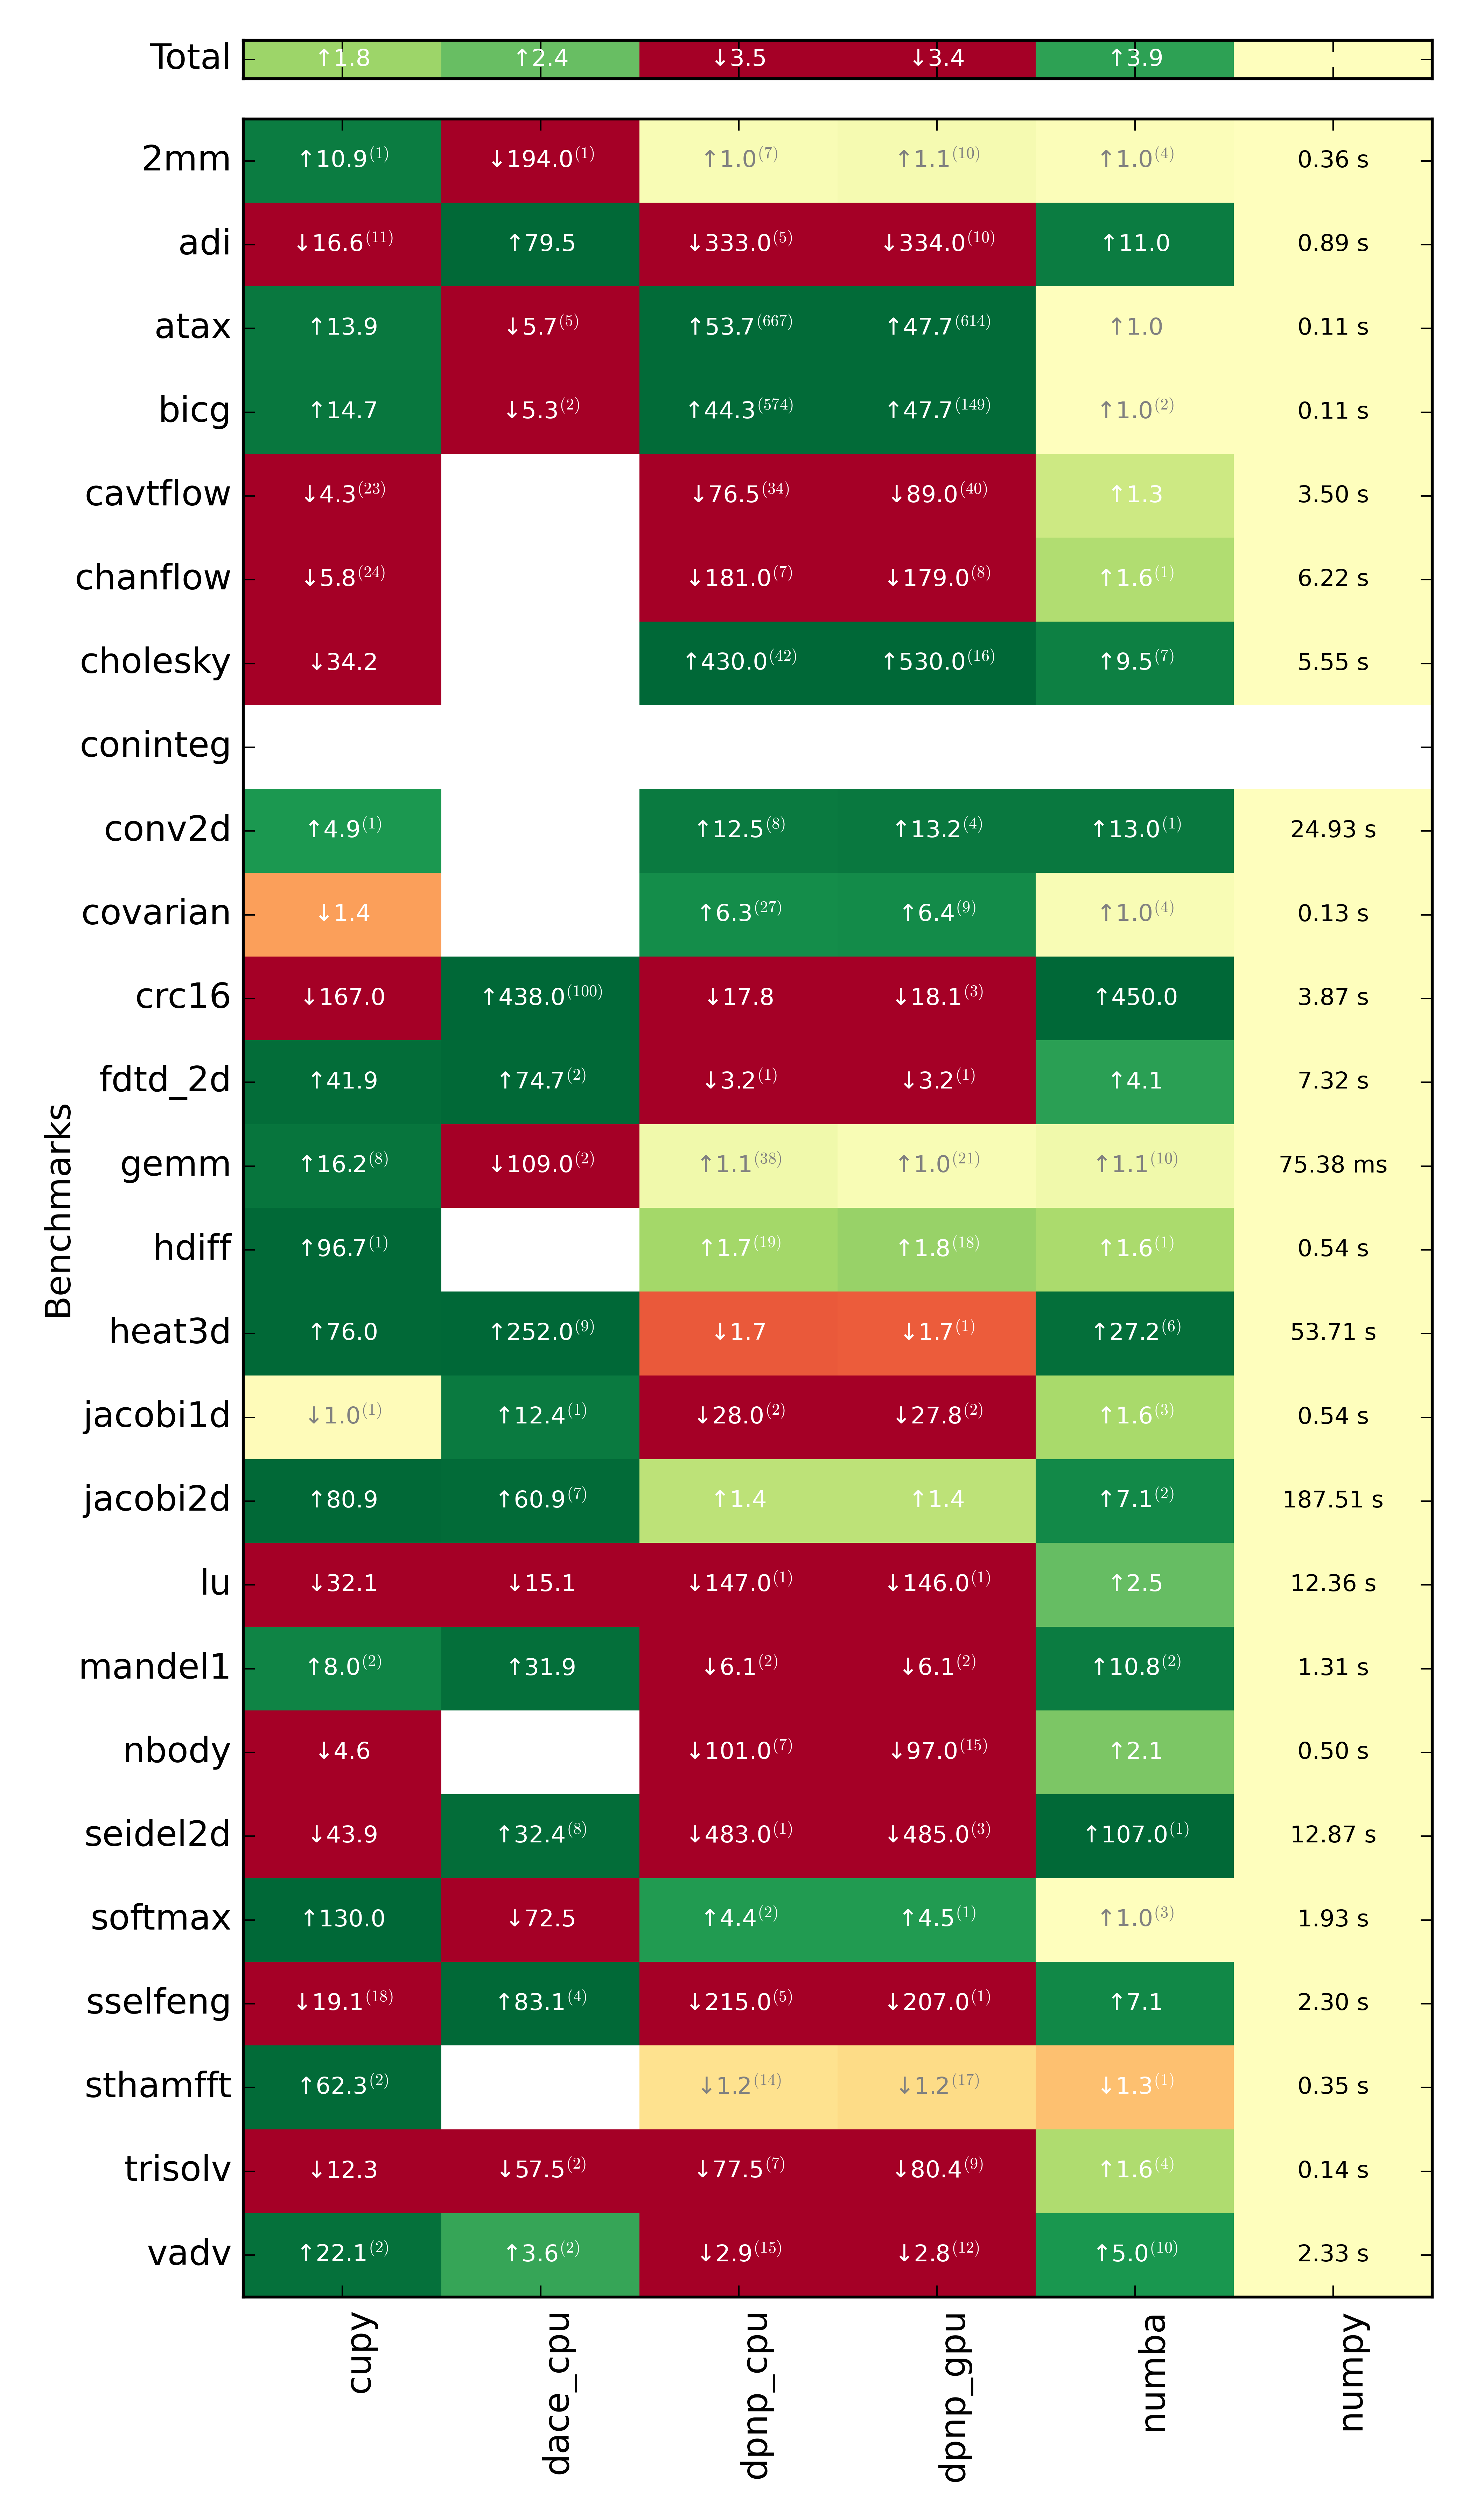 Total ↑1.8 ↑2.4 ↓3.5 ↓3.4 ↑3.9
2mm ↑10.9(1) ↓194.0(1) ↑1.0(7) ↑1.1(10) ↑1.0(4) 0.36 s
adi ↓16.6(11) ↑79.5 ↓333.0(5) ↓334.0(10) ↑11.0 0.89 s
atax ↑13.9 ↓5.7(5) ↑53.7(667) ↑47.7(614) ↑1.0 0.11 s
bicg ↑14.7 ↓5.3(2) ↑44.3(574) ↑47.7(149) ↑1.0(2) 0.11 s
cavtflow ↓4.3(23) ↓76.5(34) ↓89.0(40) ↑1.3 3.50 s
chanflow ↓5.8(24) ↓181.0(7) ↓179.0(8) ↑1.6(1) 6.22 s
cholesky ↓34.2 ↑430.0(42) ↑530.0(16) ↑9.5(7) 5.55 s
coninteg
conv2d ↑4.9(1) ↑12.5(8) ↑13.2(4) ↑13.0(1) 24.93 s
covarian ↓1.4 ↑6.3(27) ↑6.4(9) ↑1.0(4) 0.13 s
crc16 ↓167.0 ↑438.0(100) ↓17.8 ↓18.1(3) ↑450.0 3.87 s
fdtd_2d ↑41.9 ↑74.7(2) ↓3.2(1) ↓3.2(1) ↑4.1 7.32 s
gemm ↑16.2(8) ↓109.0(2) ↑1.1(38) ↑1.0(21) ↑1.1(10) 75.38 ms
hdiff ↑96.7(1) ↑1.7(19) ↑1.8(18) ↑1.6(1) 0.54 s
heat3d ↑76.0 ↑252.0(9) ↓1.7 ↓1.7(1) ↑27.2(6) 53.71 s
jacobi1d ↓1.0(1) ↑12.4(1) ↓28.0(2) ↓27.8(2) ↑1.6(3) 0.54 s
jacobi2d ↑80.9 ↑60.9(7) ↑1.4 ↑1.4 ↑7.1(2) 187.51 s
lu ↓32.1 ↓15.1 ↓147.0(1) ↓146.0(1) ↑2.5 12.36 s
mandel1 ↑8.0(2) ↑31.9 ↓6.1(2) ↓6.1(2) ↑10.8(2) 1.31 s
nbody ↓4.6 ↓101.0(7) ↓97.0(15) ↑2.1 0.50 s
seidel2d ↓43.9 ↑32.4(8) ↓483.0(1) ↓485.0(3) ↑107.0(1) 12.87 s
softmax ↑130.0 ↓72.5 ↑4.4(2) ↑4.5(1) ↑1.0(3) 1.93 s
sselfeng ↓19.1(18) ↑83.1(4) ↓215.0(5) ↓207.0(1) ↑7.1 2.30 s
sthamfft ↑62.3(2) ↓1.2(14) ↓1.2(17) ↓1.3(1) 0.35 s
trisolv ↓12.3 ↓57.5(2) ↓77.5(7) ↓80.4(9) ↑1.6(4) 0.14 s
vadv ↑22.1(2) ↑3.6(2) ↓2.9(15) ↓2.8(12) ↑5.0(10) 2.33 s
Benchmarks
cupy
dace_cpu
dpnp_cpu
dpnp_gpu
numba
numpy